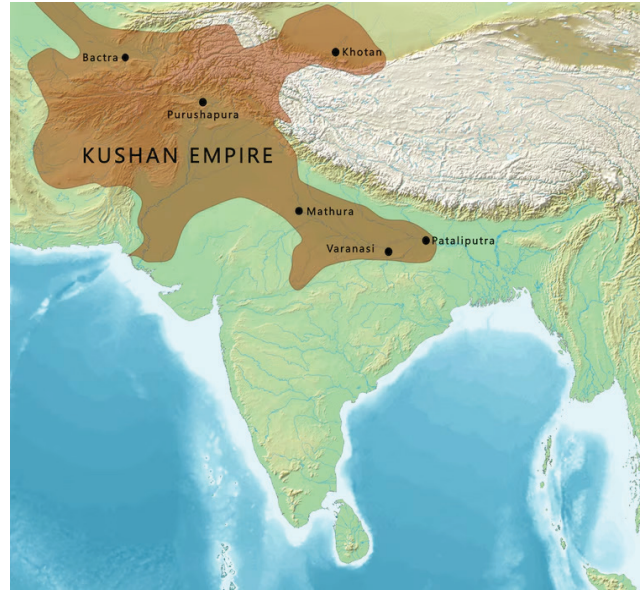 Khotan
Bactra
Purushapura
KUSHAN EMPIRE
Mathura
Pataliputra
Varanasi